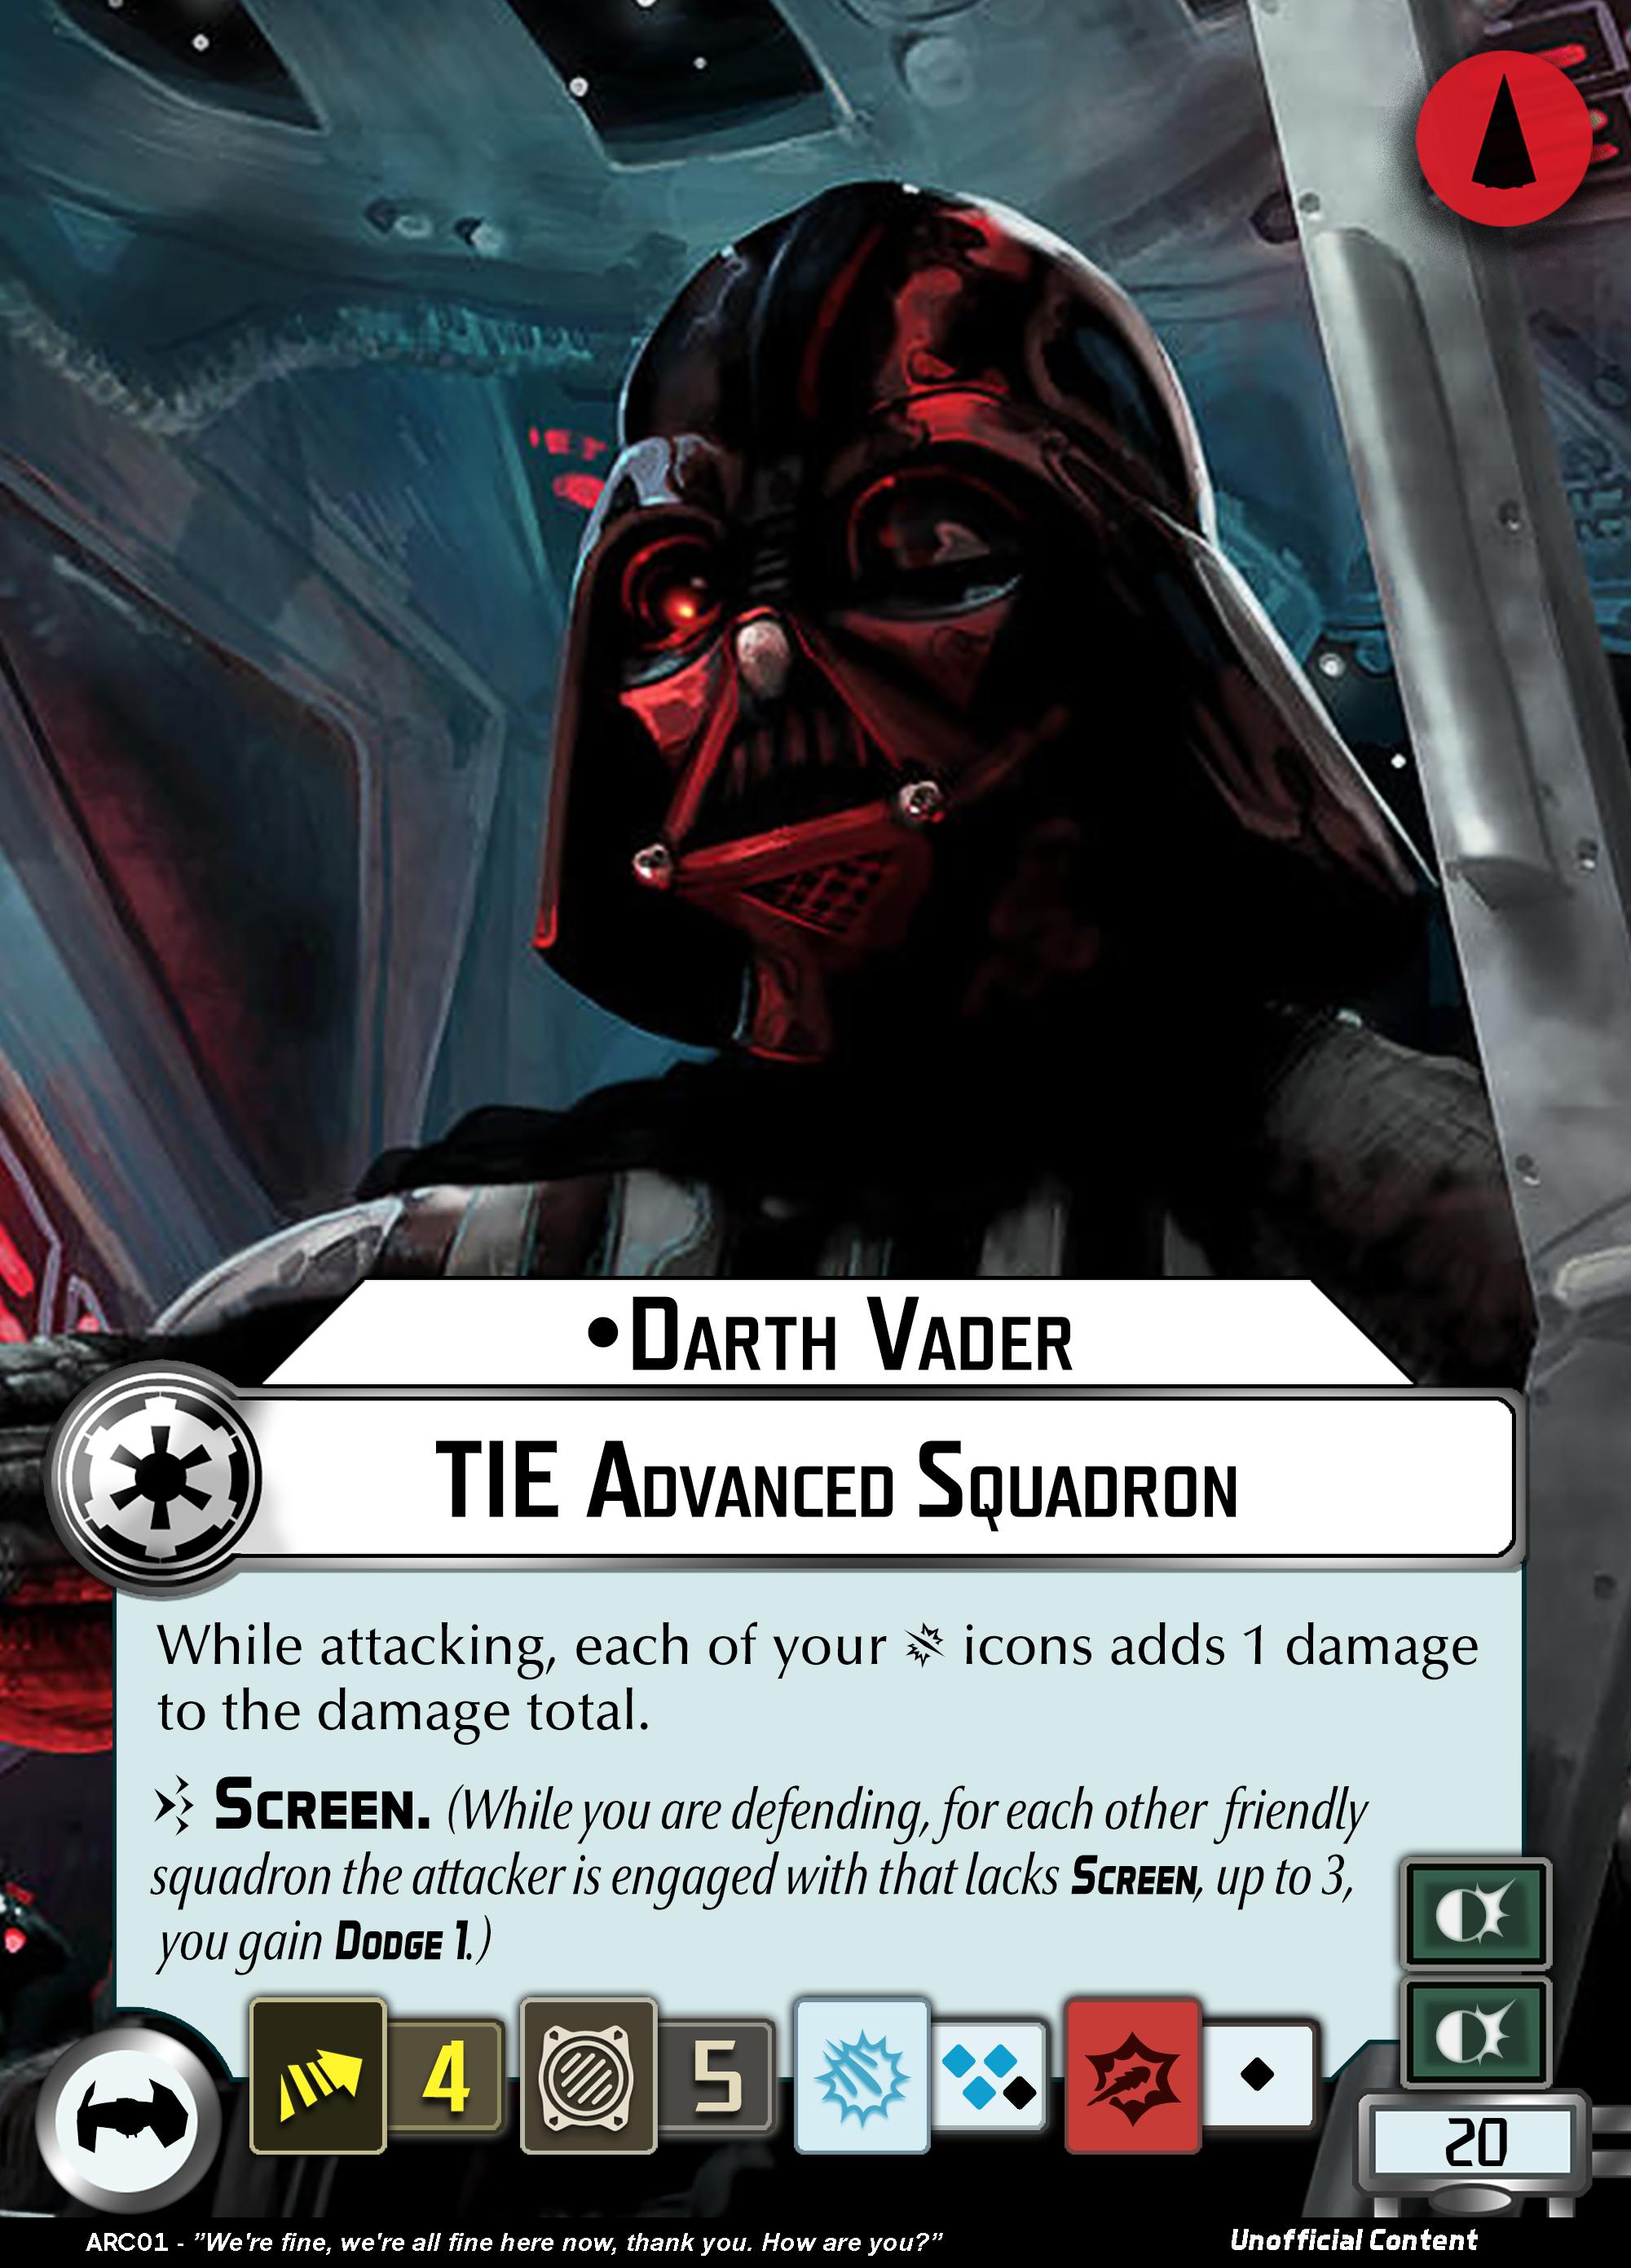 •Darth Vader
TIE Advanced Squadron
While attacking, each of your icons adds 1 damage
to the damage total.
Screen. (While you are defending, for each other friendly
squadron the attacker is engaged with that lacks Screen, up to 3,
you gain Dodge 1.)
4 5
20
ARC01 - ”We're fine, we're all fine here now, thank you. How are you?” Unofficial Content